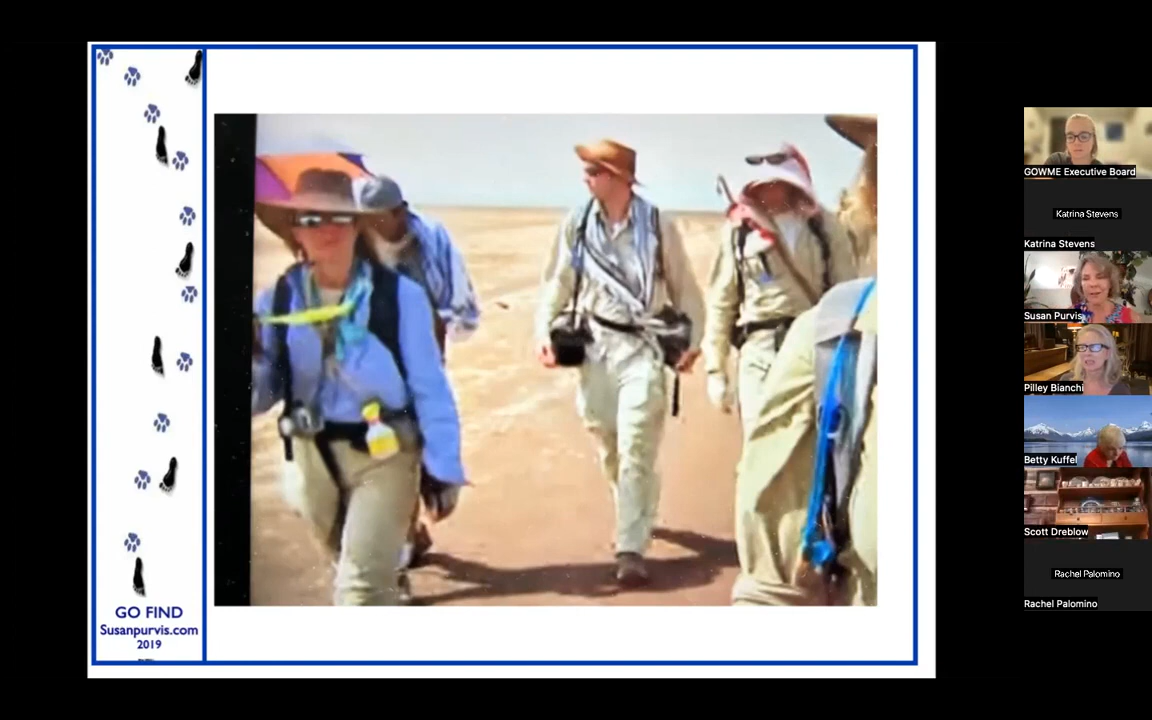 GO FIND
Susanpurvis.com
2019
GOWME Executive Board
Katrina Stevens
Katrina Stevens
Susan Purvis
Pilley Bianchi
Betty Kuffel
Scott Dreblow
Rachel Palomino
Rachel Palomino